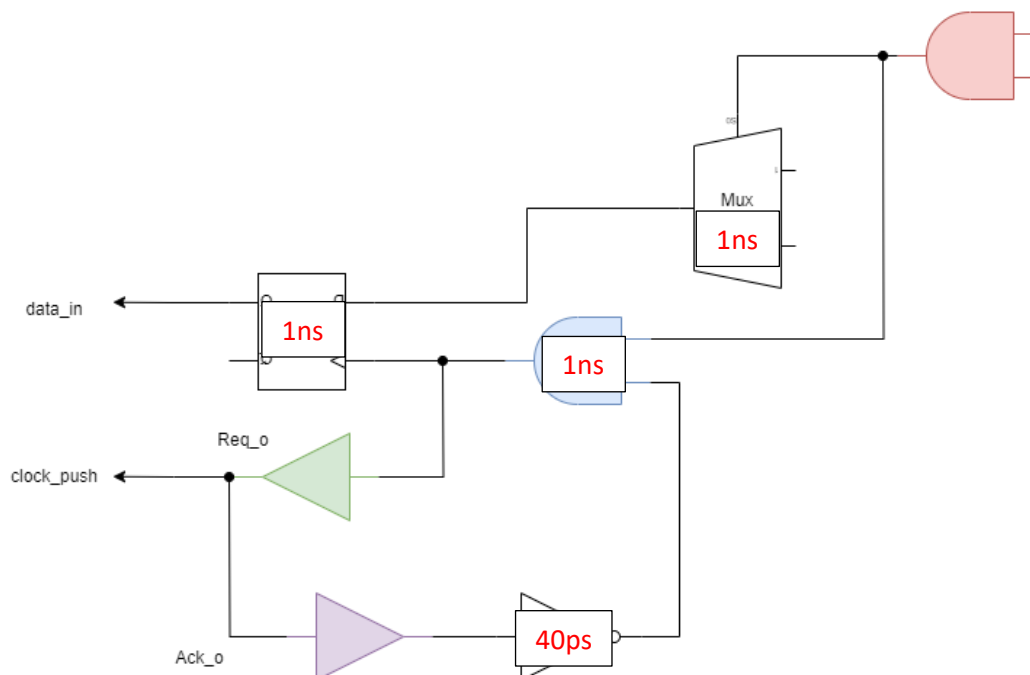 Mux
1ns
data_in
1ns
1ns
Req_o
clock_push
40ps
Ack_o